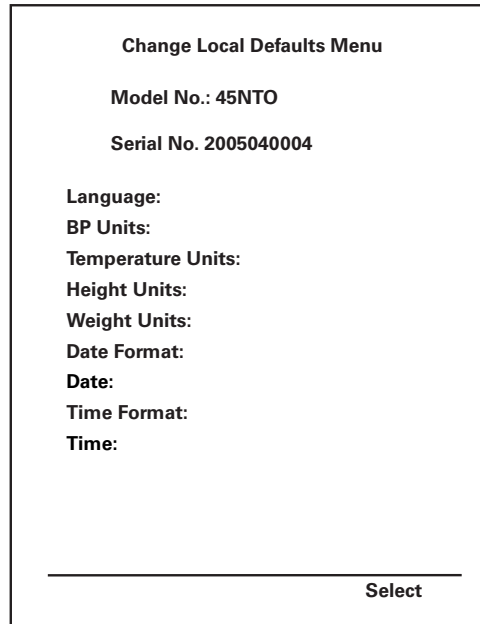 Change Local Defaults Menu
Model No.: 45NTO
Serial No. 2005040004
Language:
BP Units:
Temperature Units:
Height Units:
Weight Units:
Date Format:
Date:
Time Format:
Time:
Select